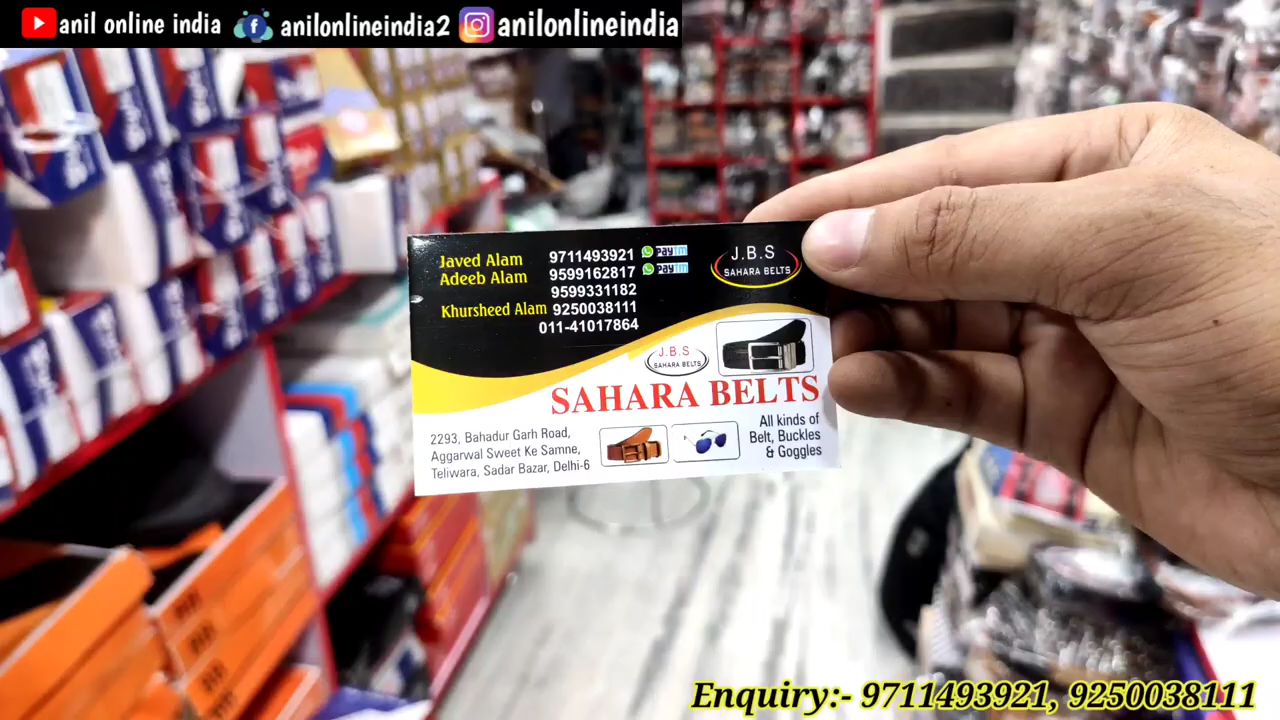 anil online india anilonlineindia2 anilonlineindia
Javed Alam 9711493921 Paytm
Adeeb Alam 9599162817 Paytm
9599331182
Khursheed Alam 9250038111
011-41017864
J.B.S
SAHARA BELTS
J.B.S
SAHARA BELTS
SAHARA BELTS
2293, Bahadur Garh Road,
Aggarwal Sweet Ke Samne,
Teliwara, Sadar Bazar, Delhi-6
All kinds of
Belt, Buckles
& Goggles
Enquiry:- 9711493921, 9250038111